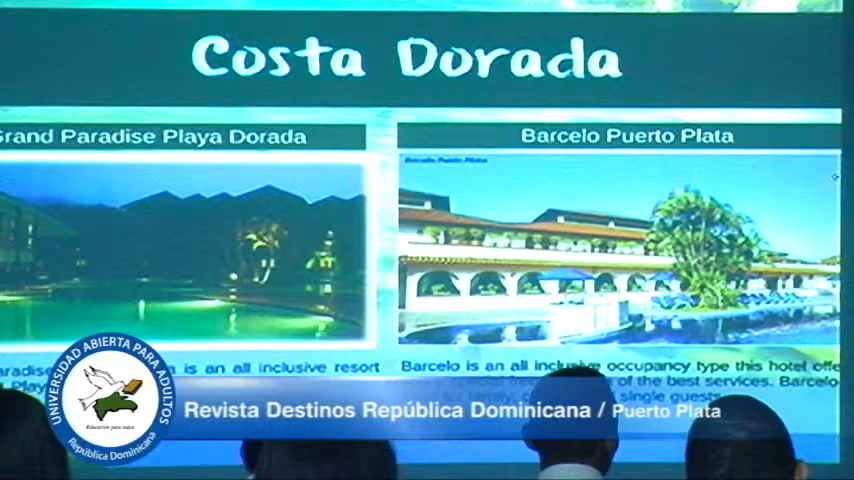 Costa Dorada
Grand Paradise Playa Dorada
Barcelo Puerto Plata
Barcelo Puerto Plata
is an all inclusive resort
Barcelo is an all inclusive occupancy type this hotel offe
of the best services. Barcelo
single guests
UNIVERSIDAD ABIERTA PARA ADULTOS
Educación para todos
República Dominicana
Revista Destinos República Dominicana / Puerto Plata